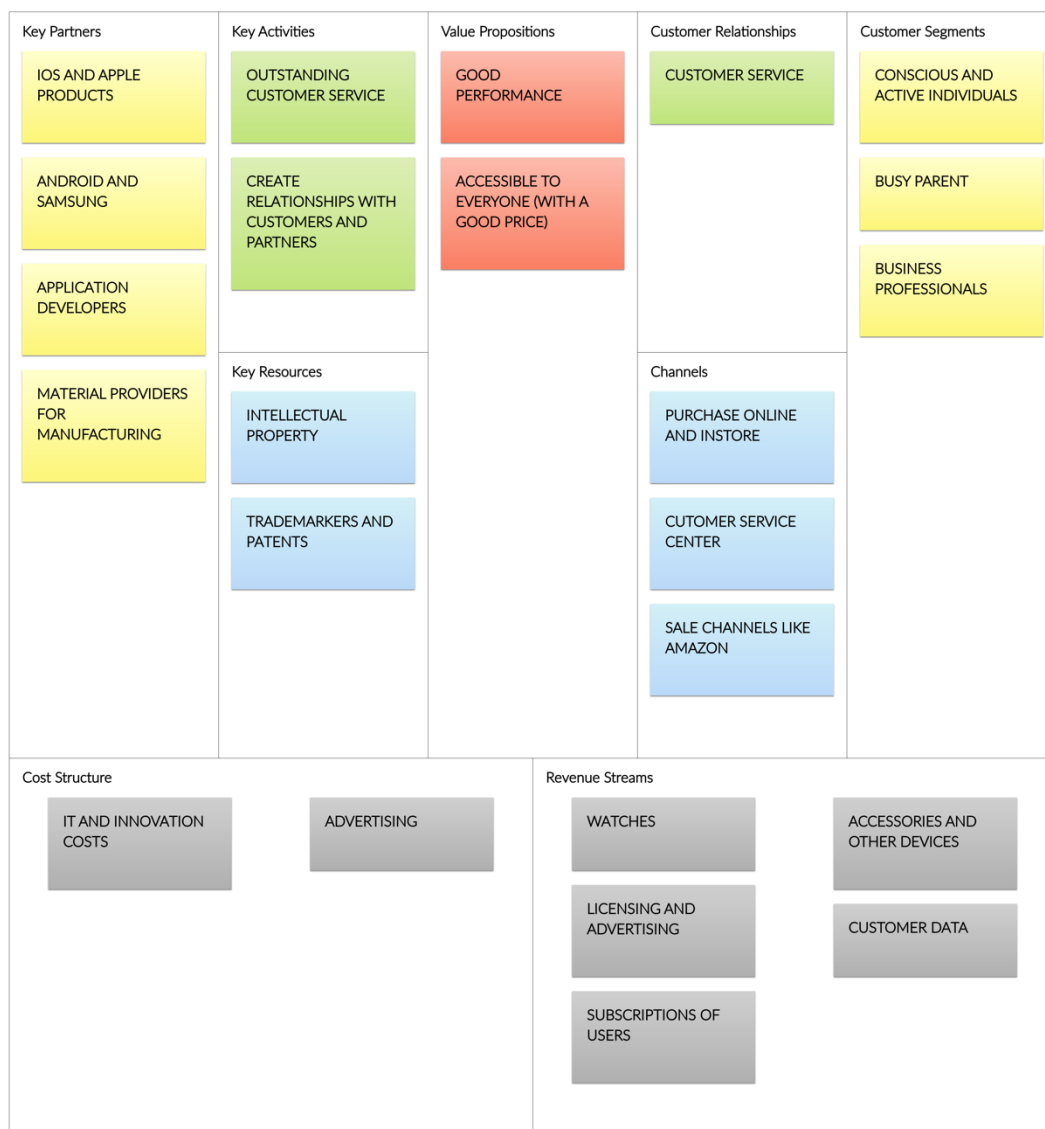 Key Partners
IOS AND APPLE
PRODUCTS
ANDROID AND
SAMSUNG
APPLICATION
DEVELOPERS
MATERIAL PROVIDERS
FOR
MANUFACTURING
Key Activities
OUTSTANDING
CUSTOMER SERVICE
CREATE
RELATIONSHIPS WITH
CUSTOMERS AND
PARTNERS
Key Resources
INTELLECTUAL
PROPERTY
TRADEMARKERS AND
PATENTS
Value Propositions
GOOD
PERFORMANCE
ACCESSIBLE TO
EVERYONE (WITH A
GOOD PRICE)
Customer Relationships
CUSTOMER SERVICE
Channels
PURCHASE ONLINE
AND INSTORE
CUTOMER SERVICE
CENTER
SALE CHANNELS LIKE
AMAZON
Customer Segments
CONSCIOUS AND
ACTIVE INDIVIDUALS
BUSY PARENT
BUSINESS
PROFESSIONALS
Cost Structure
IT AND INNOVATION
COSTS
ADVERTISING
Revenue Streams
WATCHES
LICENSING AND
ADVERTISING
SUBSCRIPTIONS OF
USERS
ACCESSORIES AND
OTHER DEVICES
CUSTOMER DATA